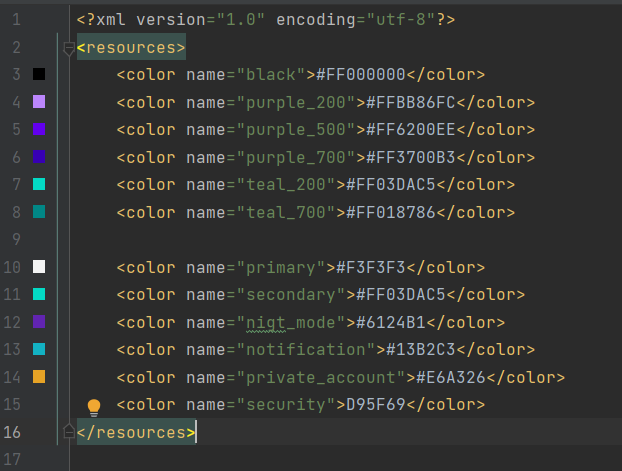 1 <?xml version="1.0" encoding="utf-8"?>
2 <resources>
3 <color name="black">#FF000000</color>
4 <color name="purple_200">#FFBB86FC</color>
5 <color name="purple_500">#FF6200EE</color>
6 <color name="purple_700">#FF3700B3</color>
7 <color name="teal_200">#FF03DAC5</color>
8 <color name="teal_700">#FF018786</color>
9
10 <color name="primary">#F3F3F3</color>
11 <color name="secondary">#FF03DAC5</color>
12 <color name="nigt_mode">#6124B1</color>
13 <color name="notification">#13B2C3</color>
14 <color name="private_account">#E6A326</color>
15 <color name="security">D95F69</color>
16 </resources>
17